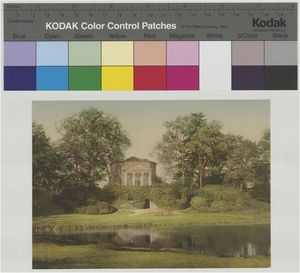 KODAK Color Control Patches
Kodak
Blue Cyan Green Yellow Red Magenta White 3/Color Black